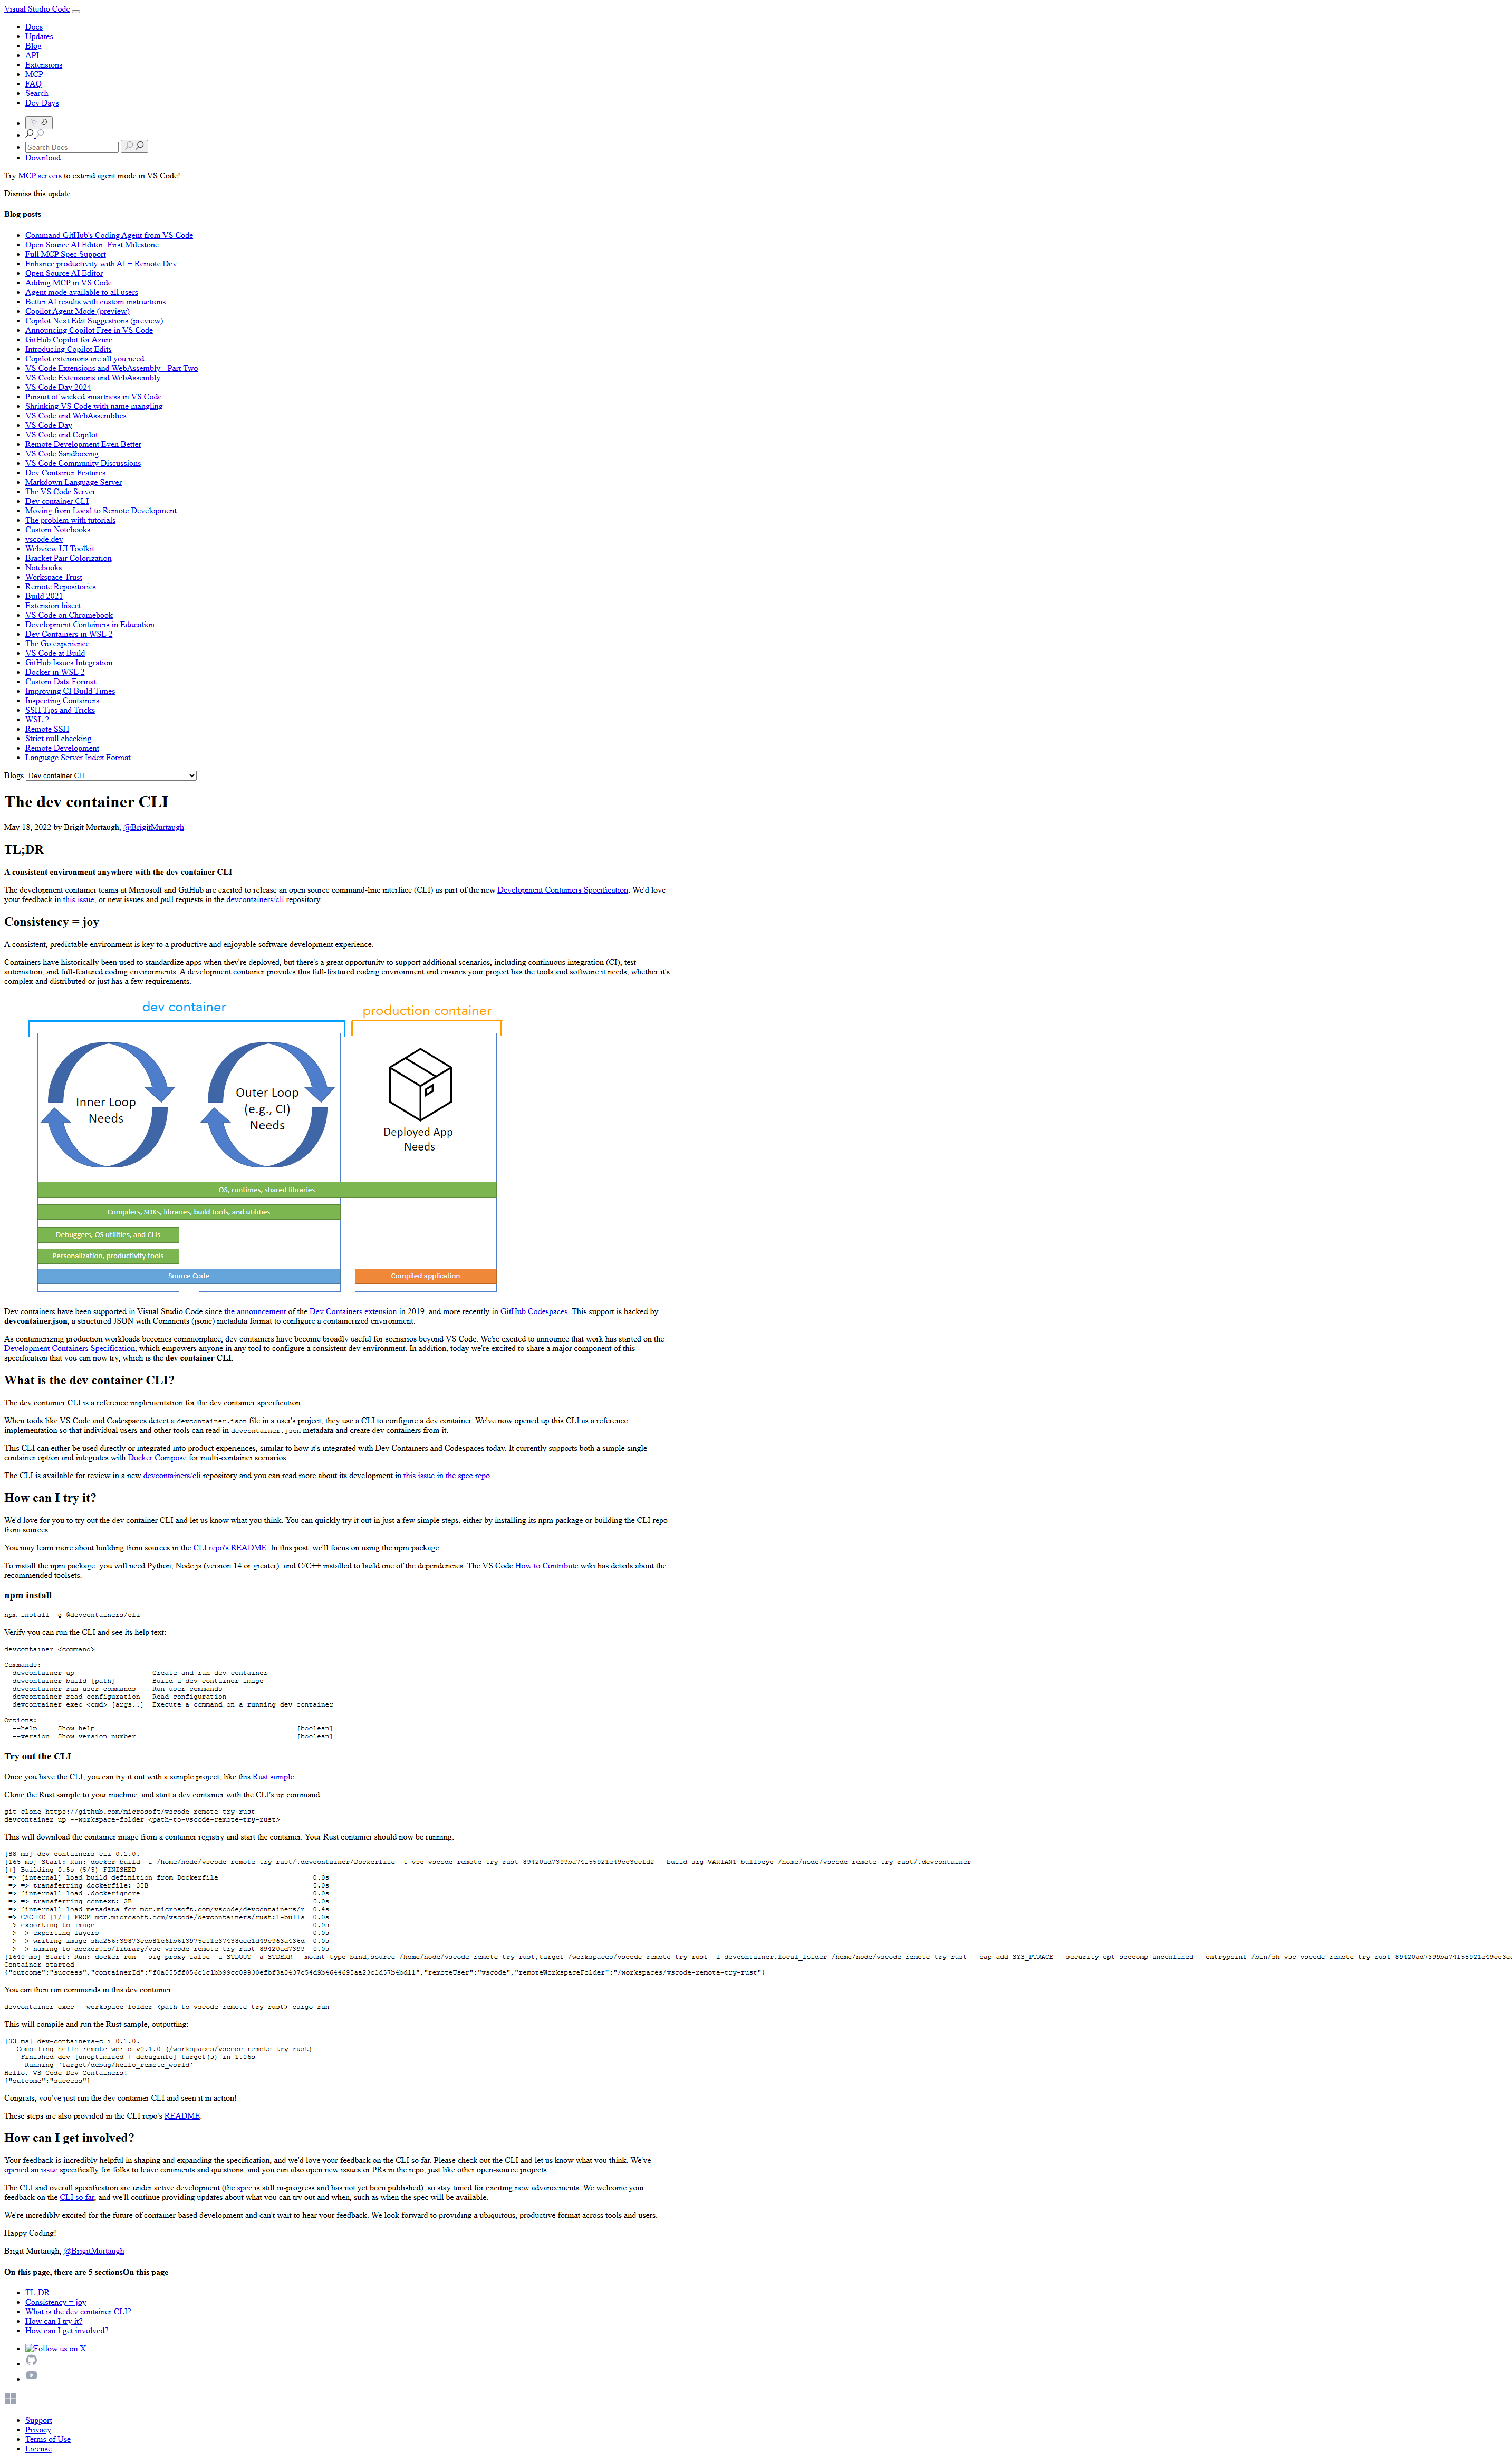 Visual Studio Code
Docs
Updates
Blog
API
Extensions
MCP
FAQ
Search
Dev Days
Search Docs
Download
Try MCP servers to extend agent mode in VS Code!
Dismiss this update
Blog posts
Command GitHub's Coding Agent from VS Code
Open Source AI Editor: First Milestone
Full MCP Spec Support
Enhance productivity with AI + Remote Dev
Open Source AI Editor
Adding MCP in VS Code
Agent mode available to all users
Better AI results with custom instructions
Copilot Agent Mode (preview)
Copilot Next Edit Suggestions (preview)
Announcing Copilot Free in VS Code
GitHub Copilot for Azure
Introducing Copilot Edits
Copilot extensions are all you need
VS Code Extensions and WebAssembly - Part Two
VS Code Extensions and WebAssembly
VS Code Day 2024
Pursuit of wicked smartness in VS Code
Shrinking VS Code with name mangling
VS Code and WebAssemblies
VS Code Day
VS Code and Copilot
Remote Development Even Better
VS Code Sandboxing
VS Code Community Discussions
Dev Container Features
Markdown Language Server
The VS Code Server
Dev container CLI
Moving from Local to Remote Development
The problem with tutorials
Custom Notebooks
vscode.dev
Webview UI Toolkit
Bracket Pair Colorization
Notebooks
Workspace Trust
Remote Repositories
Build 2021
Extension bisect
VS Code on Chromebook
Development Containers in Education
Dev Containers in WSL 2
The Go experience
VS Code at Build
GitHub Issues Integration
Docker in WSL 2
Custom Data Format
Improving CI Build Times
Inspecting Containers
SSH Tips and Tricks
WSL 2
Remote SSH
Strict null checking
Remote Development
Language Server Index Format
Blogs Dev container CLI
The dev container CLI
May 18, 2022 by Brigit Murtaugh, @BrigitMurtaugh
TL;DR
A consistent environment anywhere with the dev container CLI
The development container teams at Microsoft and GitHub are excited to release an open source command-line interface (CLI) as part of the new Development Containers Specification. We'd love
your feedback in this issue, or new issues and pull requests in the devcontainers/cli repository.
Consistency = joy
A consistent, predictable environment is key to a productive and enjoyable software development experience.
Containers have historically been used to standardize apps when they're deployed, but there's a great opportunity to support additional scenarios, including continuous integration (CI), test
automation, and full-featured coding environments. A development container provides this full-featured coding environment and ensures your project has the tools and software it needs, whether it's
complex and distributed or just has a few requirements.
dev container
production container
Inner Loop
Needs
Outer Loop
(e.g., CI)
Needs
Deployed App
Needs
OS, runtimes, shared libraries
Compilers, SDKs, libraries, build tools, and utilities
Debuggers, OS utilities, and CLIs
Personalization, productivity tools
Source Code
Compiled application
Dev containers have been supported in Visual Studio Code since the announcement of the Dev Containers extension in 2019, and more recently in GitHub Codespaces. This support is backed by
devcontainer.json, a structured JSON with Comments (jsonc) metadata format to configure a containerized environment.
As containerizing production workloads becomes commonplace, dev containers have become broadly useful for scenarios beyond VS Code. We're excited to announce that work has started on the
Development Containers Specification, which empowers anyone in any tool to configure a consistent dev environment. In addition, today we're excited to share a major component of this
specification that you can now try, which is the dev container CLI.
What is the dev container CLI?
The dev container CLI is a reference implementation for the dev container specification.
When tools like VS Code and Codespaces detect a devcontainer.json file in a user's project, they use a CLI to configure a dev container. We've now opened up this CLI as a reference
implementation so that individual users and other tools can read in devcontainer.json metadata and create dev containers from it.
This CLI can either be used directly or integrated into product experiences, similar to how it's integrated with Dev Containers and Codespaces today. It currently supports both a simple single
container option and integrates with Docker Compose for multi-container scenarios.
The CLI is available for review in a new devcontainers/cli repository and you can read more about its development in this issue in the spec repo.
How can I try it?
We'd love for you to try out the dev container CLI and let us know what you think. You can quickly try it out in just a few simple steps, either by installing its npm package or building the CLI repo
from sources.
You may learn more about building from sources in the CLI repo's README. In this post, we'll focus on using the npm package.
To install the npm package, you will need Python, Node.js (version 14 or greater), and C/C++ installed to build one of the dependencies. The VS Code How to Contribute wiki has details about the
recommended toolsets.
npm install
npm install -g @devcontainers/cli
Verify you can run the CLI and see its help text:
devcontainer <command>
Commands:
devcontainer up Create and run dev container
devcontainer build [path] Build a dev container image
devcontainer run-user-commands Run user commands
devcontainer read-configuration Read configuration
devcontainer exec <cmd> [args..] Execute a command on a running dev container
Options:
--help Show help [boolean]
--version Show version number [boolean]
Try out the CLI
Once you have the CLI, you can try it out with a sample project, like this Rust sample.
Clone the Rust sample to your machine, and start a dev container with the CLI's up command:
git clone https://github.com/microsoft/vscode-remote-try-rust
devcontainer up --workspace-folder <path-to-vscode-remote-try-rust>
This will download the container image from a container registry and start the container. Your Rust container should now be running:
[88 ms] dev-containers-cli 0.1.0.
[165 ms] Start: Run: docker build -f /home/node/vscode-remote-try-rust/.devcontainer/Dockerfile -t vsc-vscode-remote-try-rust-89420ad7399ba74f55921e49cc3ecfd2 --build-arg VARIANT=bullseye /home/node/vscode-remote-try-rust/.devcontainer
[+] Building 0.5s (5/5) FINISHED
=> [internal] load build definition from Dockerfile 0.0s
=> => transferring dockerfile: 38B 0.0s
=> [internal] load .dockerignore 0.0s
=> => transferring context: 2B 0.0s
=> [internal] load metadata for mcr.microsoft.com/vscode/devcontainers/r 0.4s
=> CACHED [1/1] FROM mcr.microsoft.com/vscode/devcontainers/rust:1-bulls 0.0s
=> exporting to image 0.0s
=> => exporting layers 0.0s
=> => writing image sha256:39873ccb81e6fb613975e11e37438eee1d49c963a436d 0.0s
=> => naming to docker.io/library/vsc-vscode-remote-try-rust-89420ad7399 0.0s
[1640 ms] Start: Run: docker run --sig-proxy=false -a STDOUT -a STDERR --mount type=bind,source=/home/node/vscode-remote-try-rust,target=/workspaces/vscode-remote-try-rust -l devcontainer.local_folder=/home/node/vscode-remote-try-rust --cap-add=SYS_PTRACE --security-opt seccomp=unconfined --entrypoint /bin/sh vsc-vscode-remote-try-rust-89420ad7399ba74f55921e49cc3ec
Container started
{"outcome":"success","containerId":"f0a055ff056c1c1bb99cc09930efbf3a0437c54d9b4644695aa23c1d57b4bd11","remoteUser":"vscode","remoteWorkspaceFolder":"/workspaces/vscode-remote-try-rust"}
You can then run commands in this dev container:
devcontainer exec --workspace-folder <path-to-vscode-remote-try-rust> cargo run
This will compile and run the Rust sample, outputting:
[33 ms] dev-containers-cli 0.1.0.
Compiling hello_remote_world v0.1.0 (/workspaces/vscode-remote-try-rust)
Finished dev [unoptimized + debuginfo] target(s) in 1.06s
Running `target/debug/hello_remote_world`
Hello, VS Code Dev Containers!
{"outcome":"success"}
Congrats, you've just run the dev container CLI and seen it in action!
These steps are also provided in the CLI repo's README.
How can I get involved?
Your feedback is incredibly helpful in shaping and expanding the specification, and we'd love your feedback on the CLI so far. Please check out the CLI and let us know what you think. We've
opened an issue specifically for folks to leave comments and questions, and you can also open new issues or PRs in the repo, just like other open-source projects.
The CLI and overall specification are under active development (the spec is still in-progress and has not yet been published), so stay tuned for exciting new advancements. We welcome your
feedback on the CLI so far, and we'll continue providing updates about what you can try out and when, such as when the spec will be available.
We're incredibly excited for the future of container-based development and can't wait to hear your feedback. We look forward to providing a ubiquitous, productive format across tools and users.
Happy Coding!
Brigit Murtaugh, @BrigitMurtaugh
On this page, there are 5 sectionsOn this page
TL;DR
Consistency = joy
What is the dev container CLI?
How can I try it?
How can I get involved?
Follow us on X
Support
Privacy
Terms of Use
License